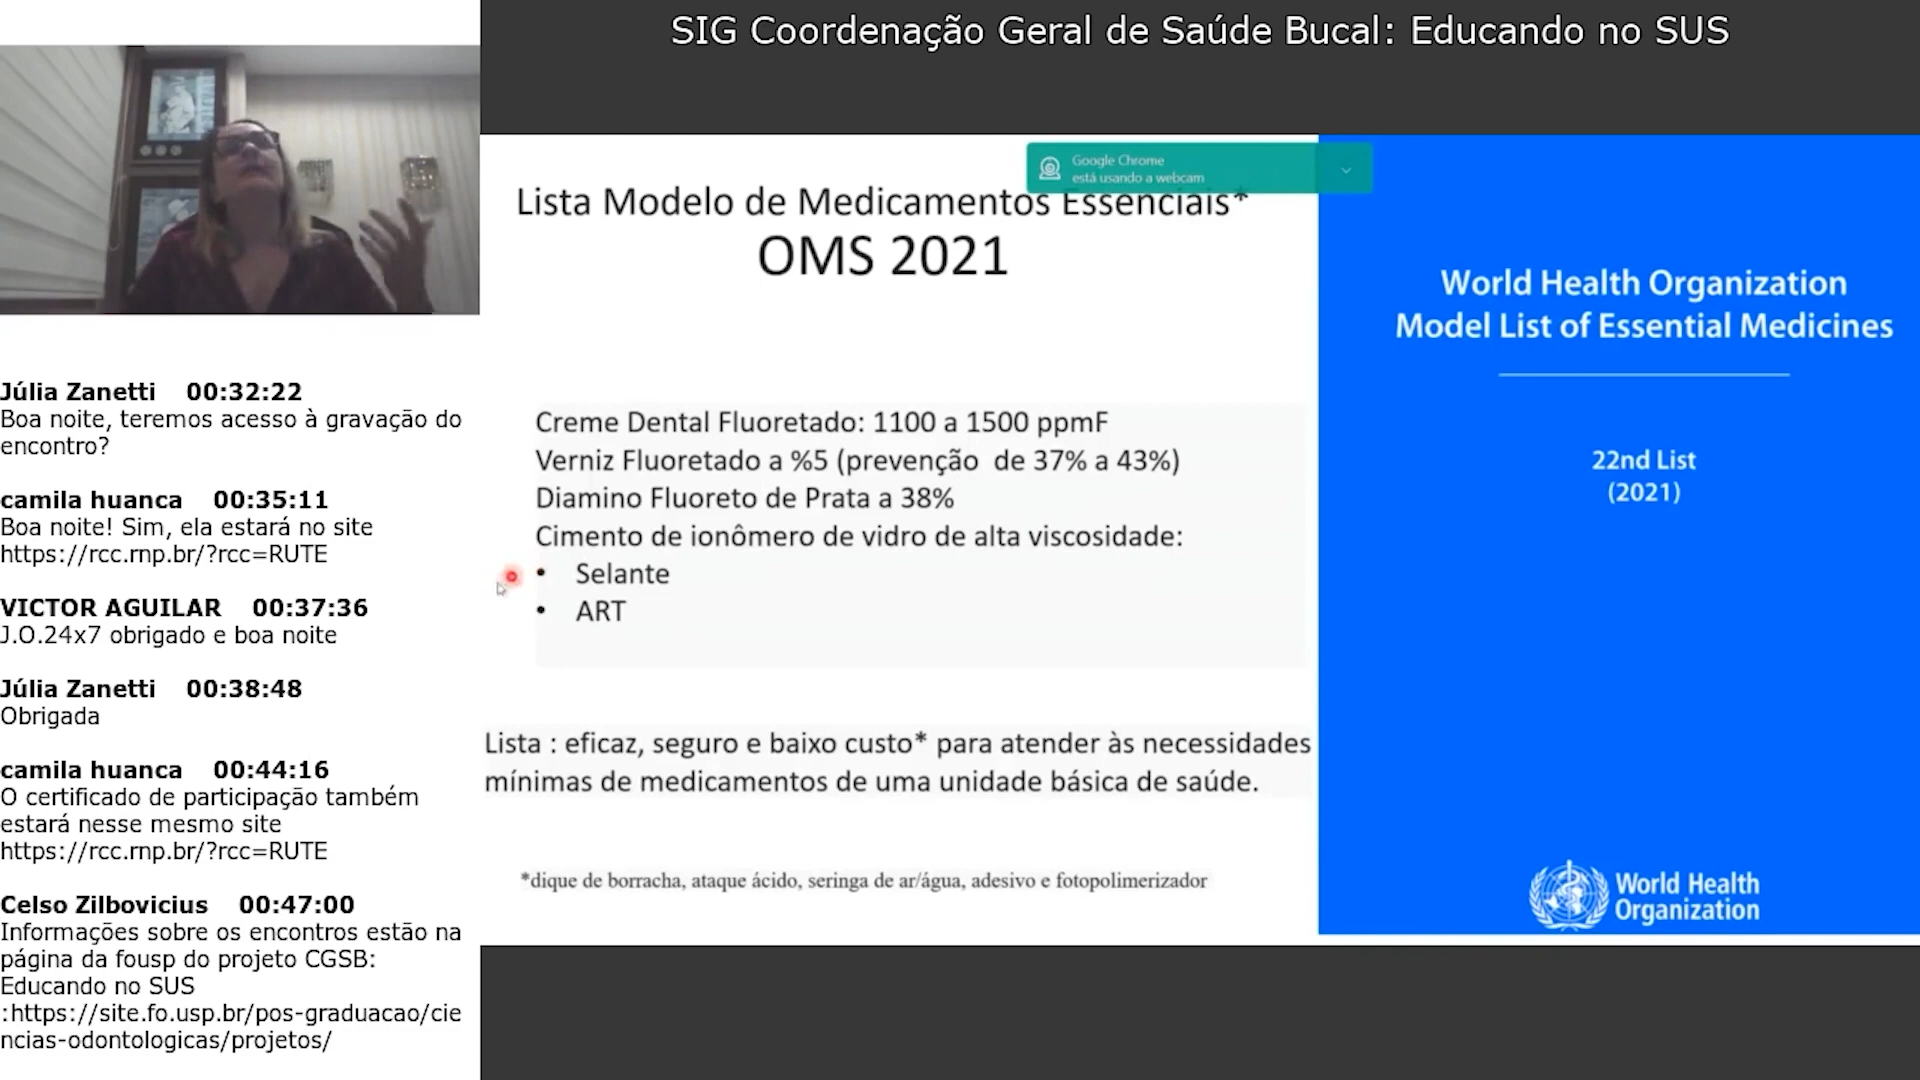 SIG Coordenação Geral de Saúde Bucal: Educando no SUS
Júlia Zanetti 00:32:22
Boa noite, teremos acesso à gravação do
encontro?
camila huanca 00:35:11
Boa noite! Sim, ela estará no site
https://rcc.rnp.br/?rcc=RUTE
VICTOR AGUILAR 00:37:36
J.O.24x7 obrigado e boa noite
Júlia Zanetti 00:38:48
Obrigada
camila huanca 00:44:16
O certificado de participação também
estará nesse mesmo site
https://rcc.rnp.br/?rcc=RUTE
Celso Zilbovicius 00:47:00
Informações sobre os encontros estão na
página da fousp do projeto CGSB:
Educando no SUS
:https://site.fo.usp.br/pos-graduacao/cie
ncias-odontologicas/projetos/
Google Chrome
está usando a webcam
Lista Modelo de Medicamentos Essenciais*
OMS 2021
Creme Dental Fluoretado: 1100 a 1500 ppmF
Verniz Fluoretado a %5 (prevenção de 37% a 43%)
Diamino Fluoreto de Prata a 38%
Cimento de ionômero de vidro de alta viscosidade:
• Selante
• ART
Lista : eficaz, seguro e baixo custo* para atender às necessidades
mínimas de medicamentos de uma unidade básica de saúde.
*dique de borracha, ataque ácido, seringa de ar/água, adesivo e fotopolimerizador
World Health Organization
Model List of Essential Medicines
22nd List
(2021)
World Health
Organization